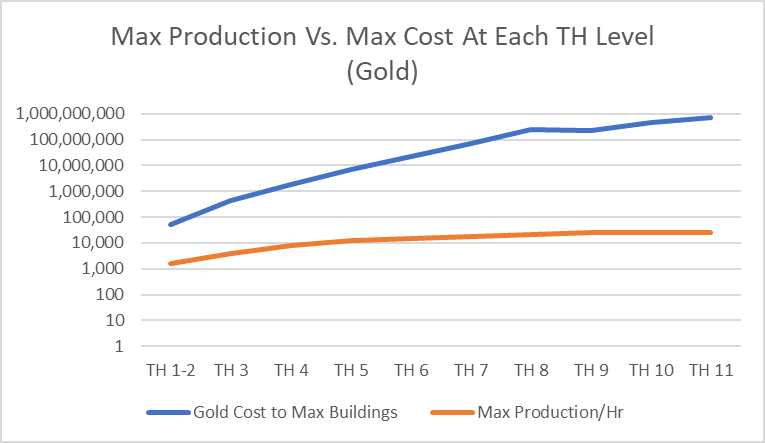 Max Production Vs. Max Cost At Each TH Level
(Gold)
1,000,000,000
100,000,000
10,000,000
1,000,000
100,000
10,000
1,000
100
10
1
TH 1-2 TH 3 TH 4 TH 5 TH 6 TH 7 TH 8 TH 9 TH 10 TH 11
Gold Cost to Max Buildings Max Production/Hr